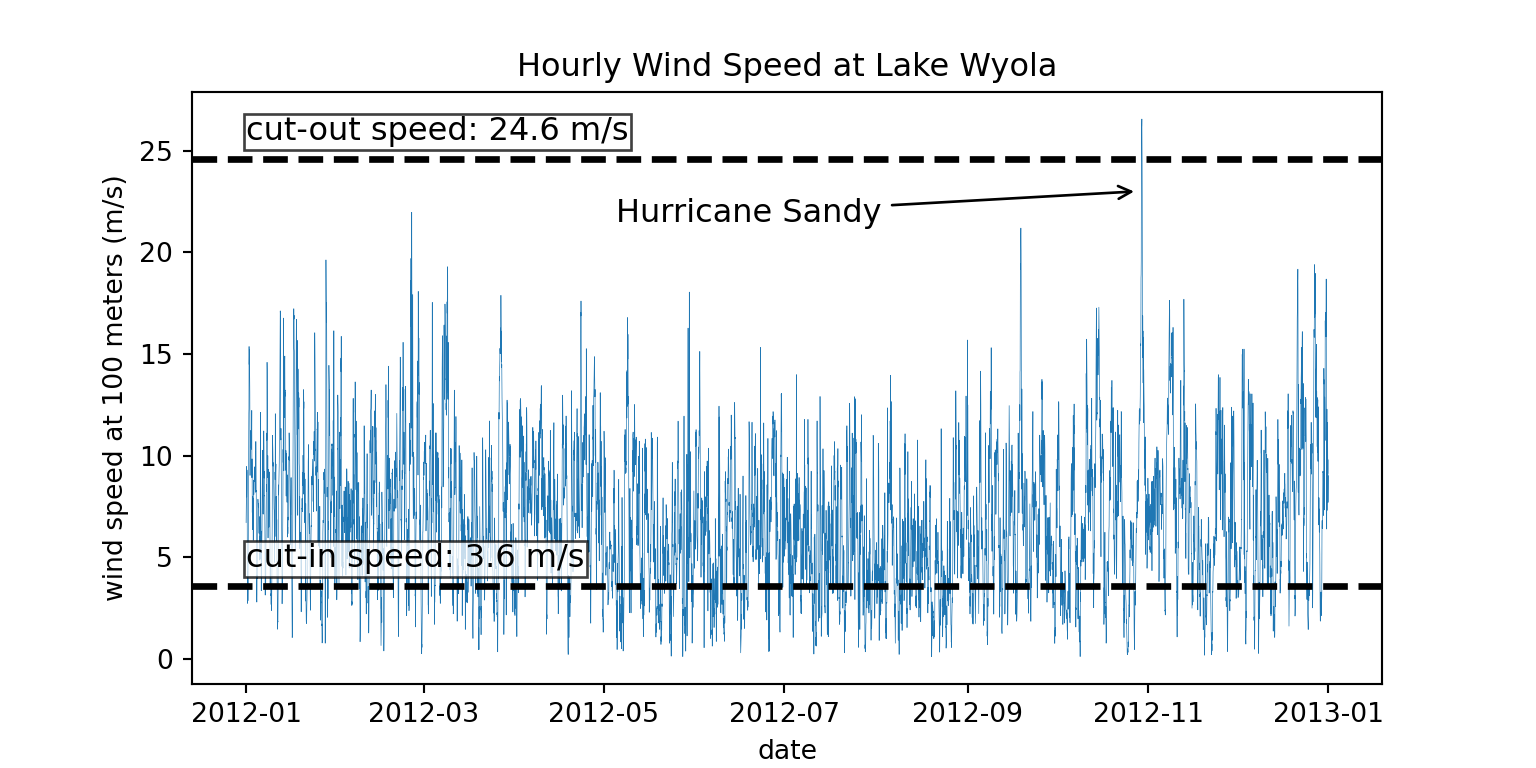 Hourly Wind Speed at Lake Wyola
cut-out speed: 24.6 m/s
Hurricane Sandy
cut-in speed: 3.6 m/s
wind speed at 100 meters (m/s)
25
20
15
10
5
0
2012-01 2012-03 2012-05 2012-07 2012-09 2012-11 2013-01
date